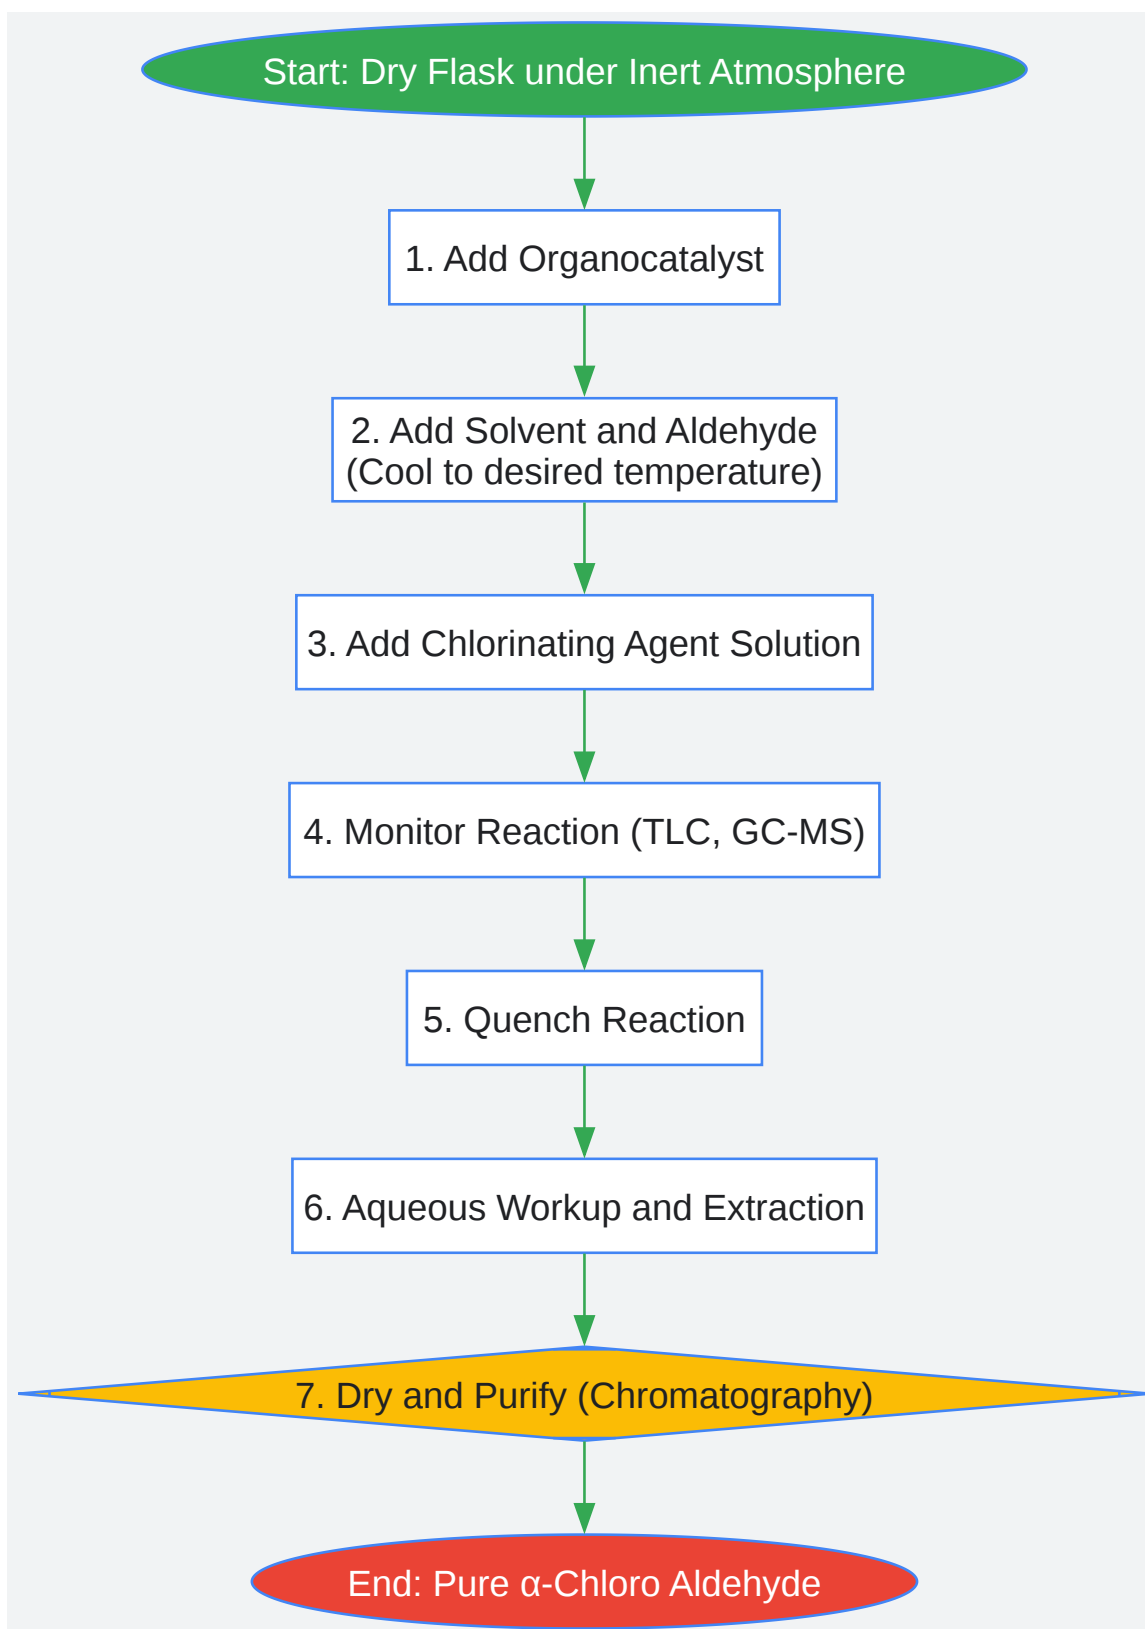 Start: Dry Flask under Inert Atmosphere
1. Add Organocatalyst
2. Add Solvent and Aldehyde
(Cool to desired temperature)
3. Add Chlorinating Agent Solution
4. Monitor Reaction (TLC, GC-MS)
5. Quench Reaction
6. Aqueous Workup and Extraction
7. Dry and Purify (Chromatography)
End: Pure α-Chloro Aldehyde